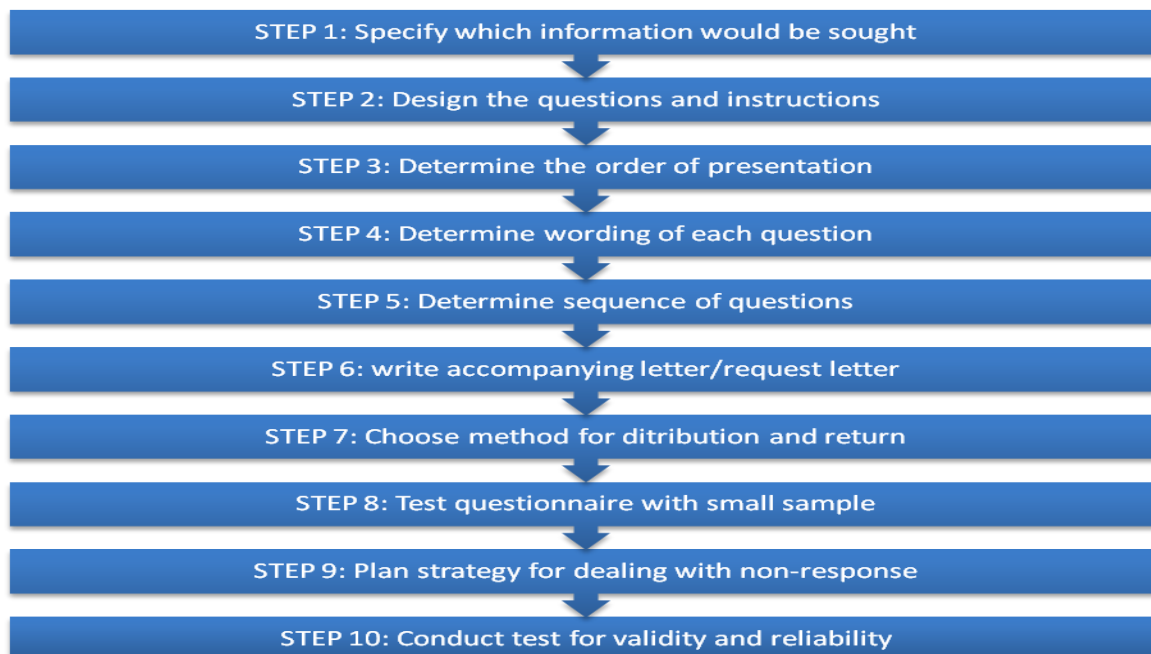 STEP 1: Specify which information would be sought
STEP 2: Design the questions and instructions
STEP 3: Determine the order of presentation
STEP 4: Determine wording of each question
STEP 5: Determine sequence of questions
STEP 6: write accompanying letter/request letter
STEP 7: Choose method for ditribution and return
STEP 8: Test questionnaire with small sample
STEP 9: Plan strategy for dealing with non-response
STEP 10: Conduct test for validity and reliability